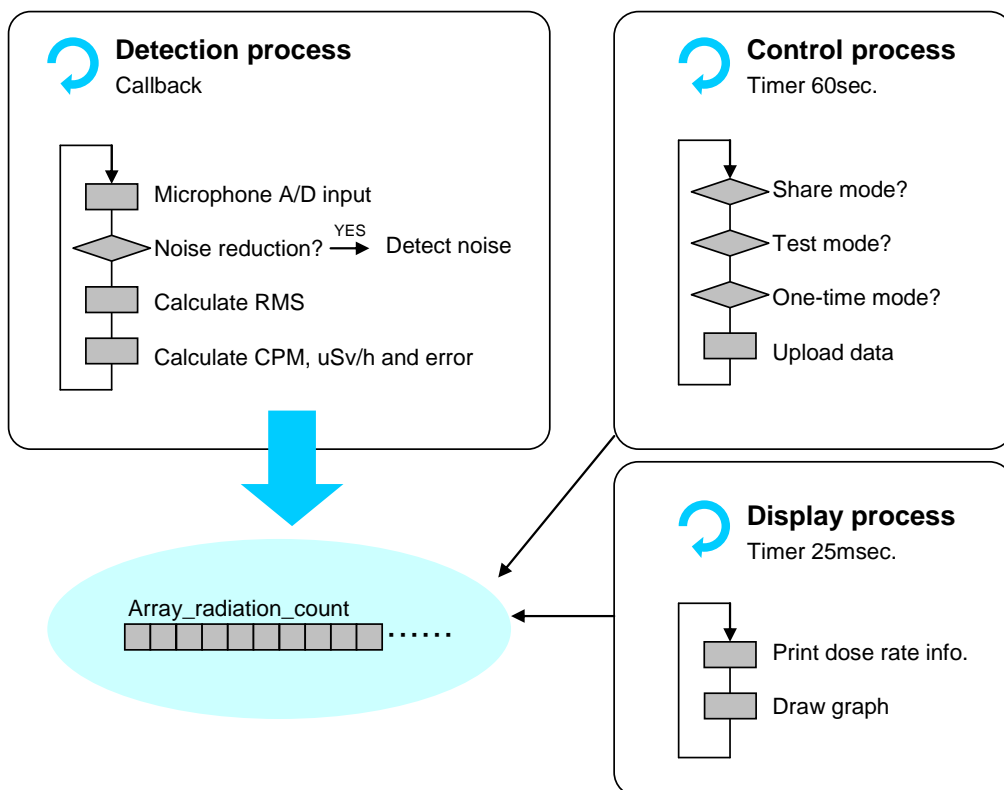 Detection process
Callback
Microphone A/D input
Noise reduction?
YES
Detect noise
Calculate RMS
Calculate CPM, uSv/h and error
Control process
Timer 60sec.
Share mode?
Test mode?
One-time mode?
Upload data
Array_radiation_count
......
Display process
Timer 25msec.
Print dose rate info.
Draw graph